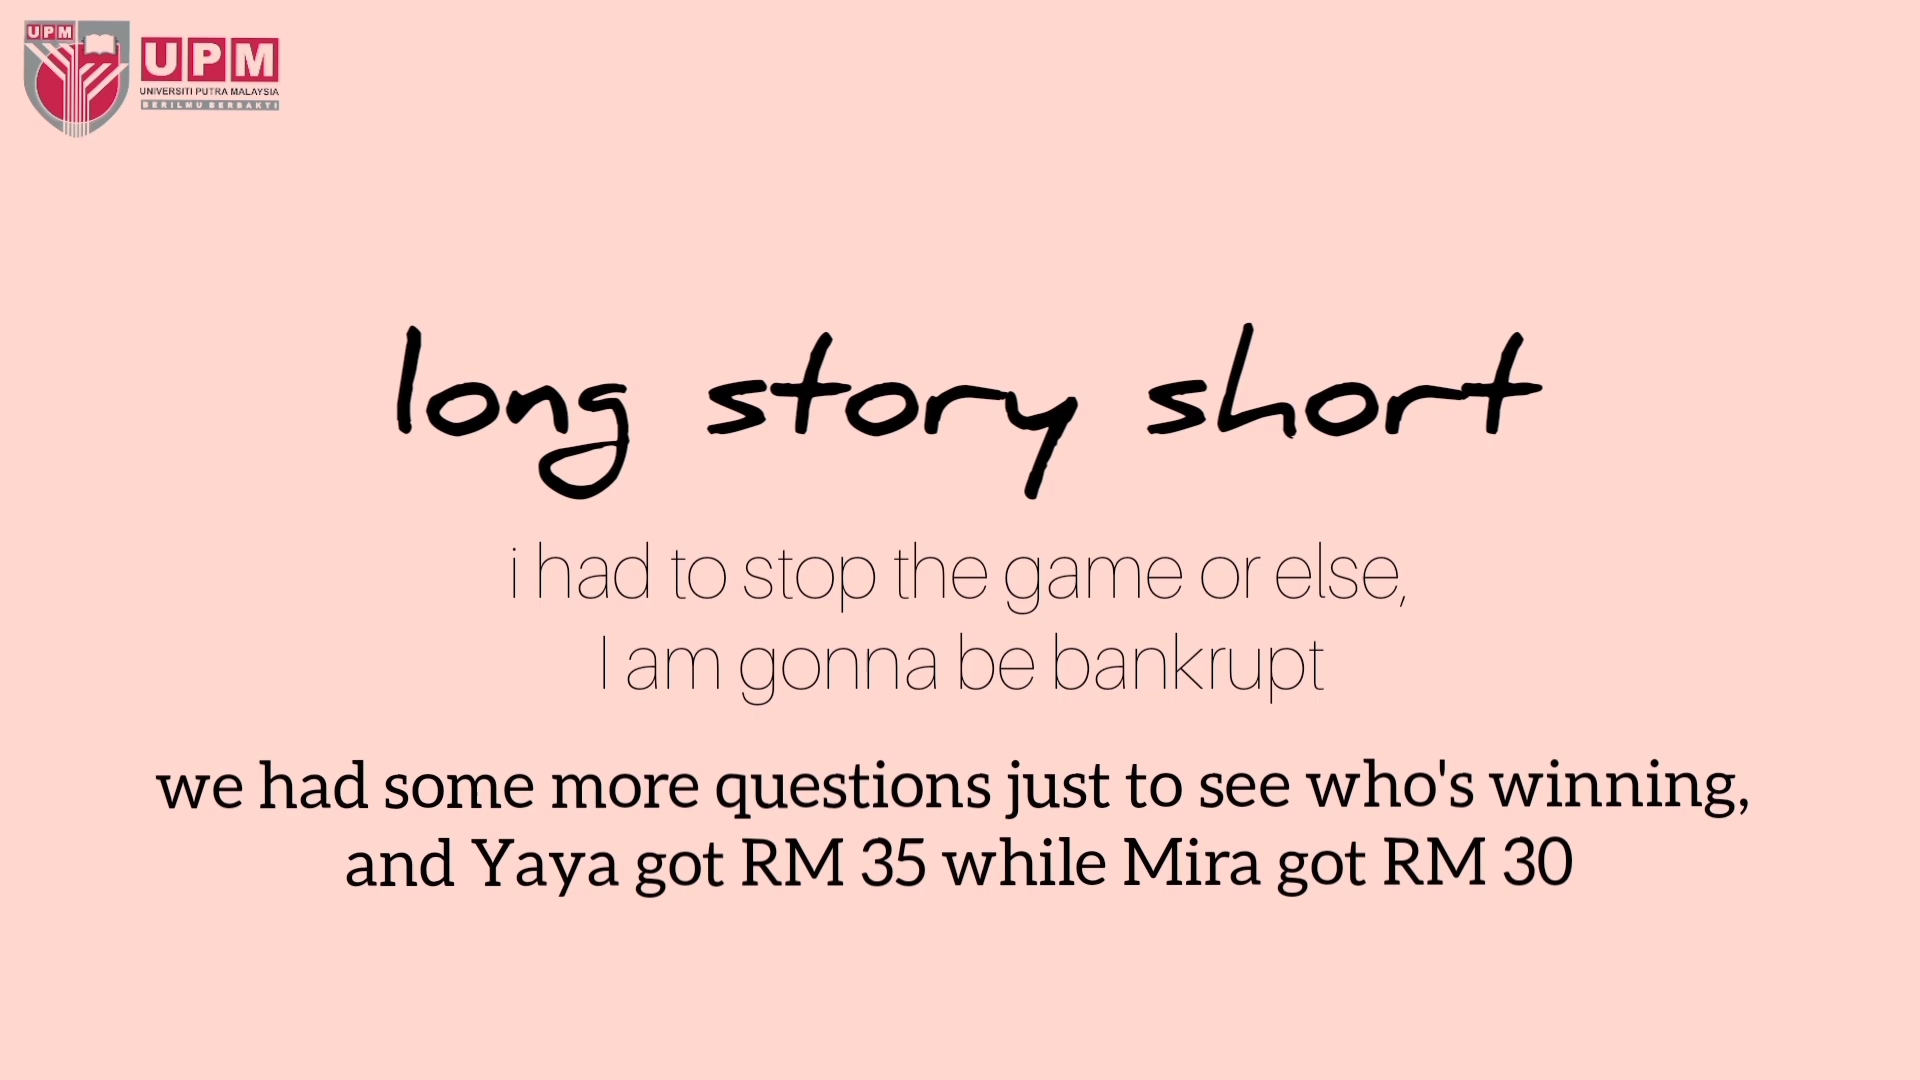 UPM
UPM
UNIVERSITI PUTRA MALAYSIA
BERILMU BERBAKTI
long story short
i had to stop the game or else,
I am gonna be bankrupt
we had some more questions just to see who's winning,
and Yaya got RM 35 while Mira got RM 30